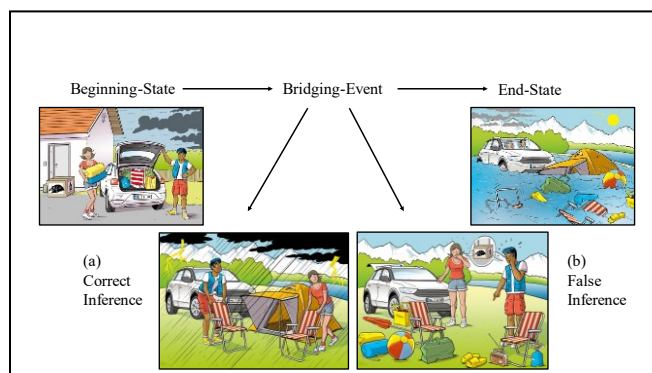 Beginning-State
Bridging-Event
End-State
(a)
Correct
Inference
(b)
False
Inference